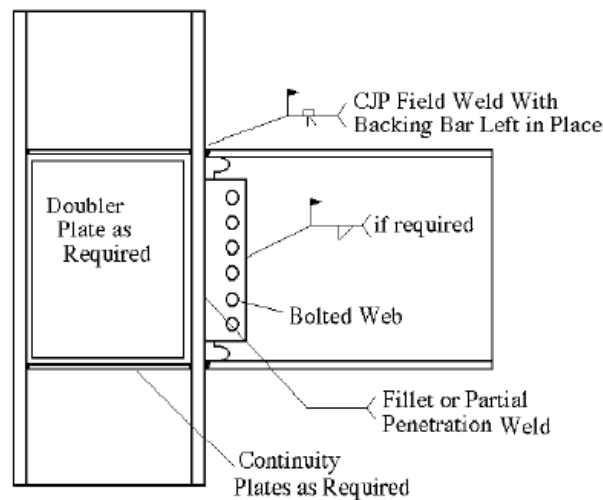 CJP Field Weld With
Backing Bar Left in Place
Doubler
Plate as
Required
if required
Bolted Web
Fillet or Partial
Penetration Weld
Continuity
Plates as Required